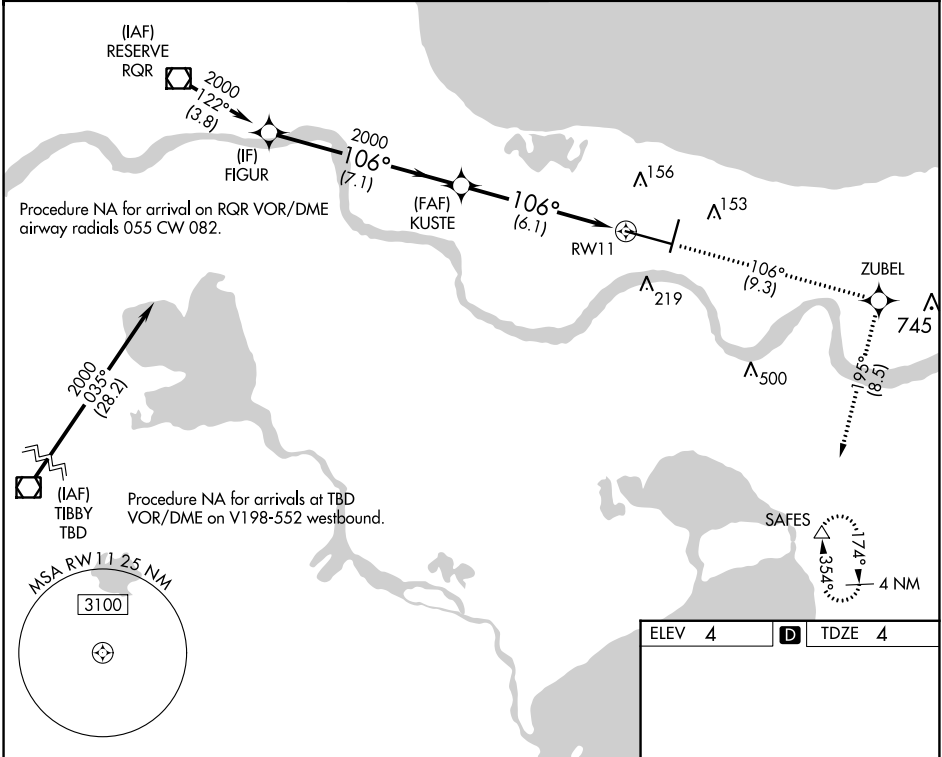 (IAF)
RESERVE
RQR
2000
122°
(3.8)
(IF)
FIGUR
2000
106°
(7.1)
(FAF)
KUSTE
106°
(6.1)
RW11
156
153
219
106°
(9.3)
ZUBEL
745
500
195°
(8.5)
Procedure NA for arrival on RQR VOR/DME
airway radials 055 CW 082.
2000
035°
(28.2)
(IAF)
TIBBY
TBD
Procedure NA for arrivals at TBD
VOR/DME on V198-552 westbound.
SAFES
354°
174°
4 NM
MSA RW11 25 NM
3100
ELEV 4 D TDZE 4